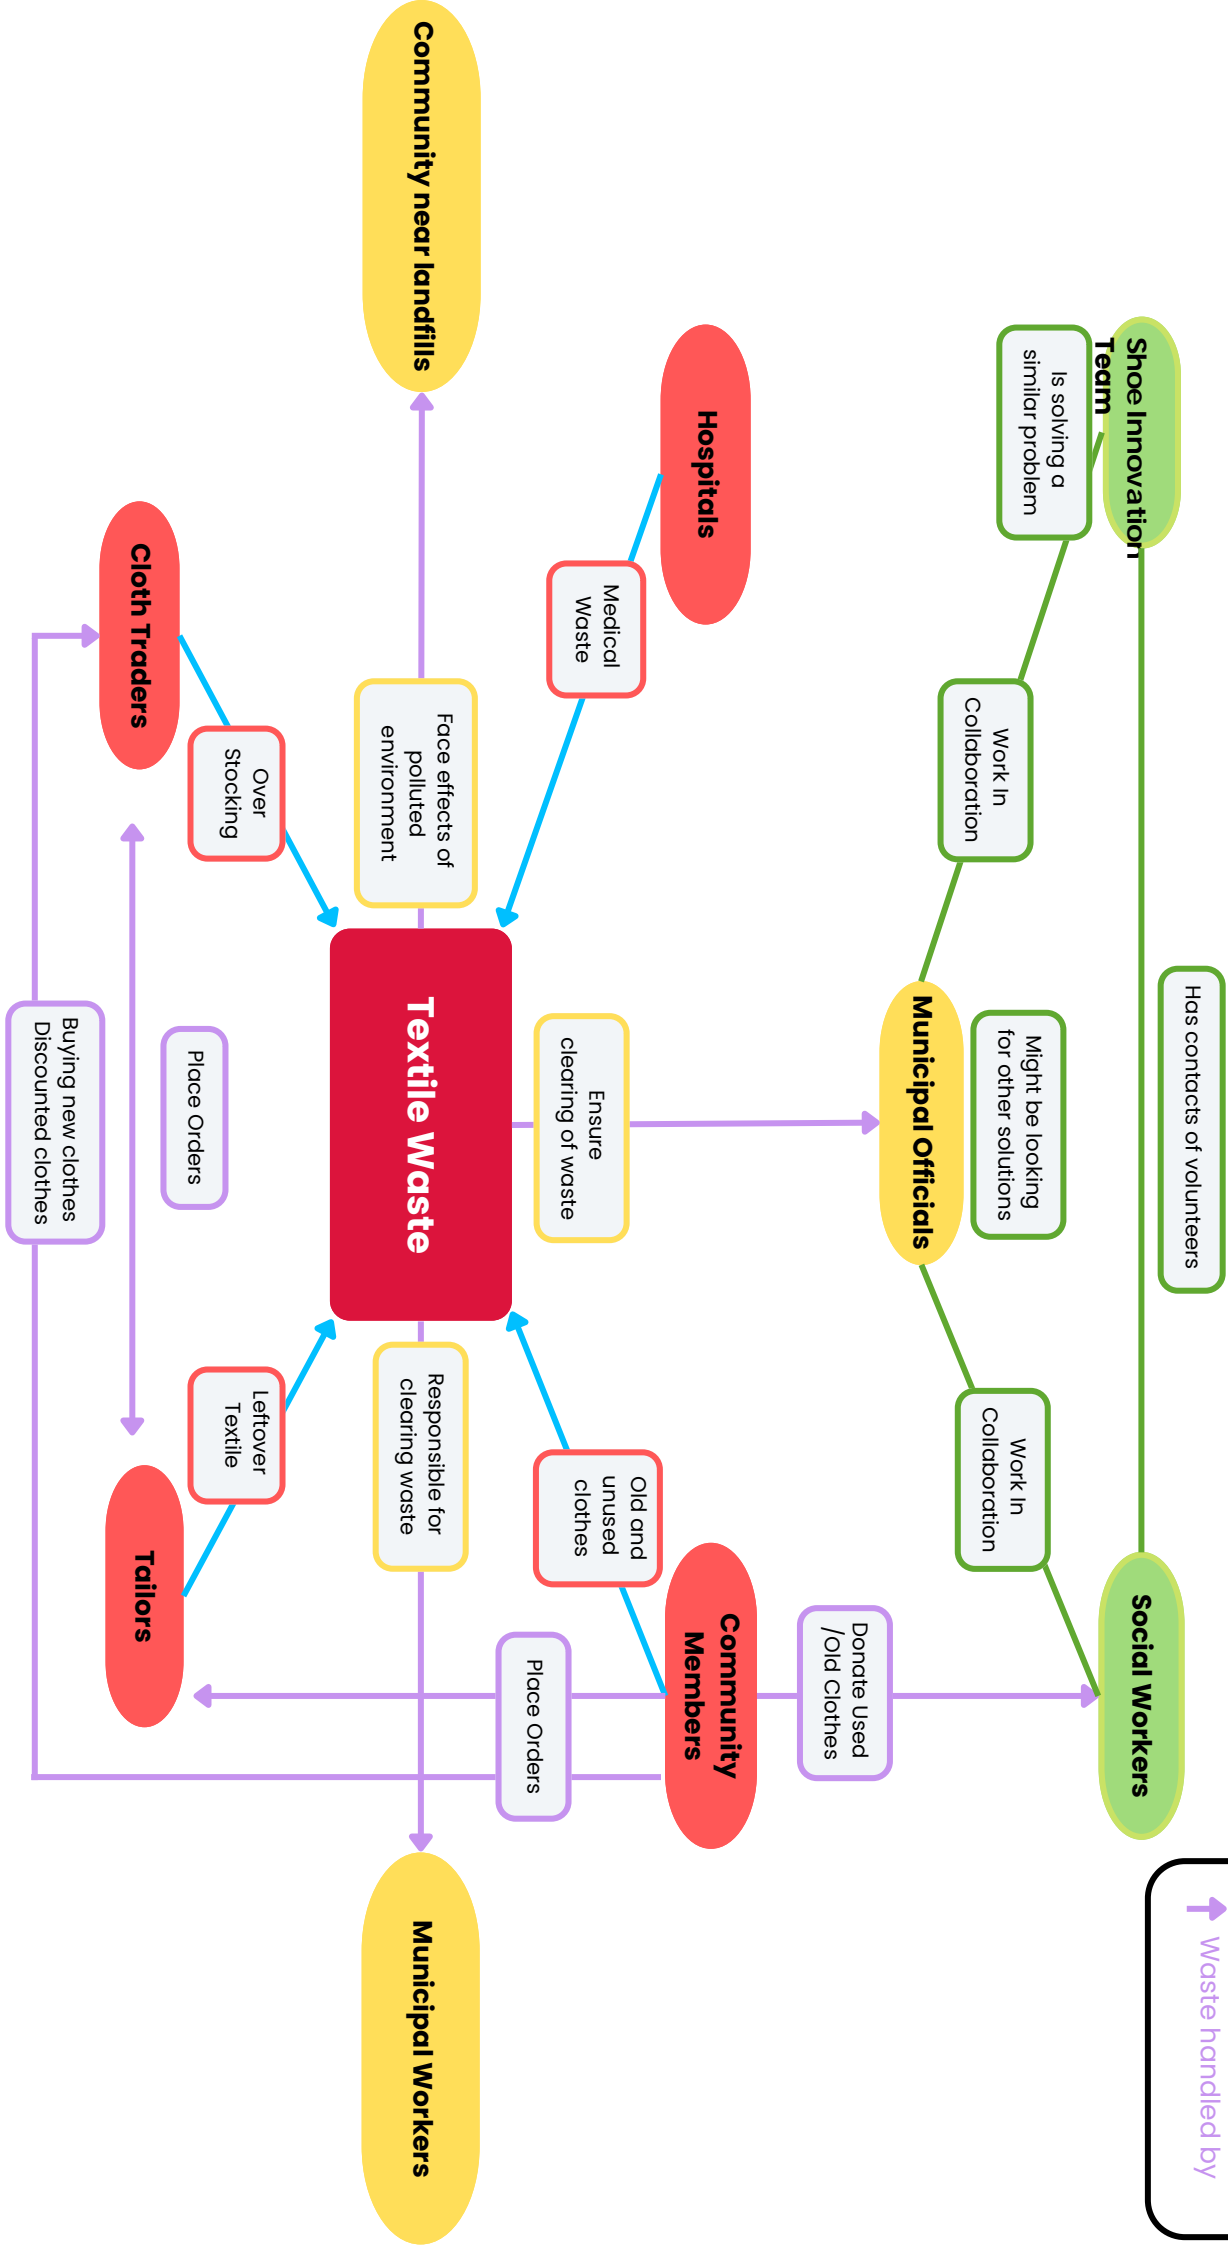 Waste handled by
Has contacts of volunteers
Shoe Innovation
Team
Social Workers
Is solving a
similar problem
Might be looking
for other solutions
Work In
Collaboration
Work In
Collaboration
Municipal Officials
Donate Used
/Old Clothes
Hospitals
Community
Members
Medical
Waste
Ensure
clearing of waste
Old and
unused
clothes
Place Orders
Community near landfills
Face effects of
polluted
environment
Textile Waste
Responsible for
clearing waste
Municipal Workers
Over
Stocking
Leftover
Textile
Cloth Traders
Place Orders
Tailors
Buying new clothes
Discounted clothes